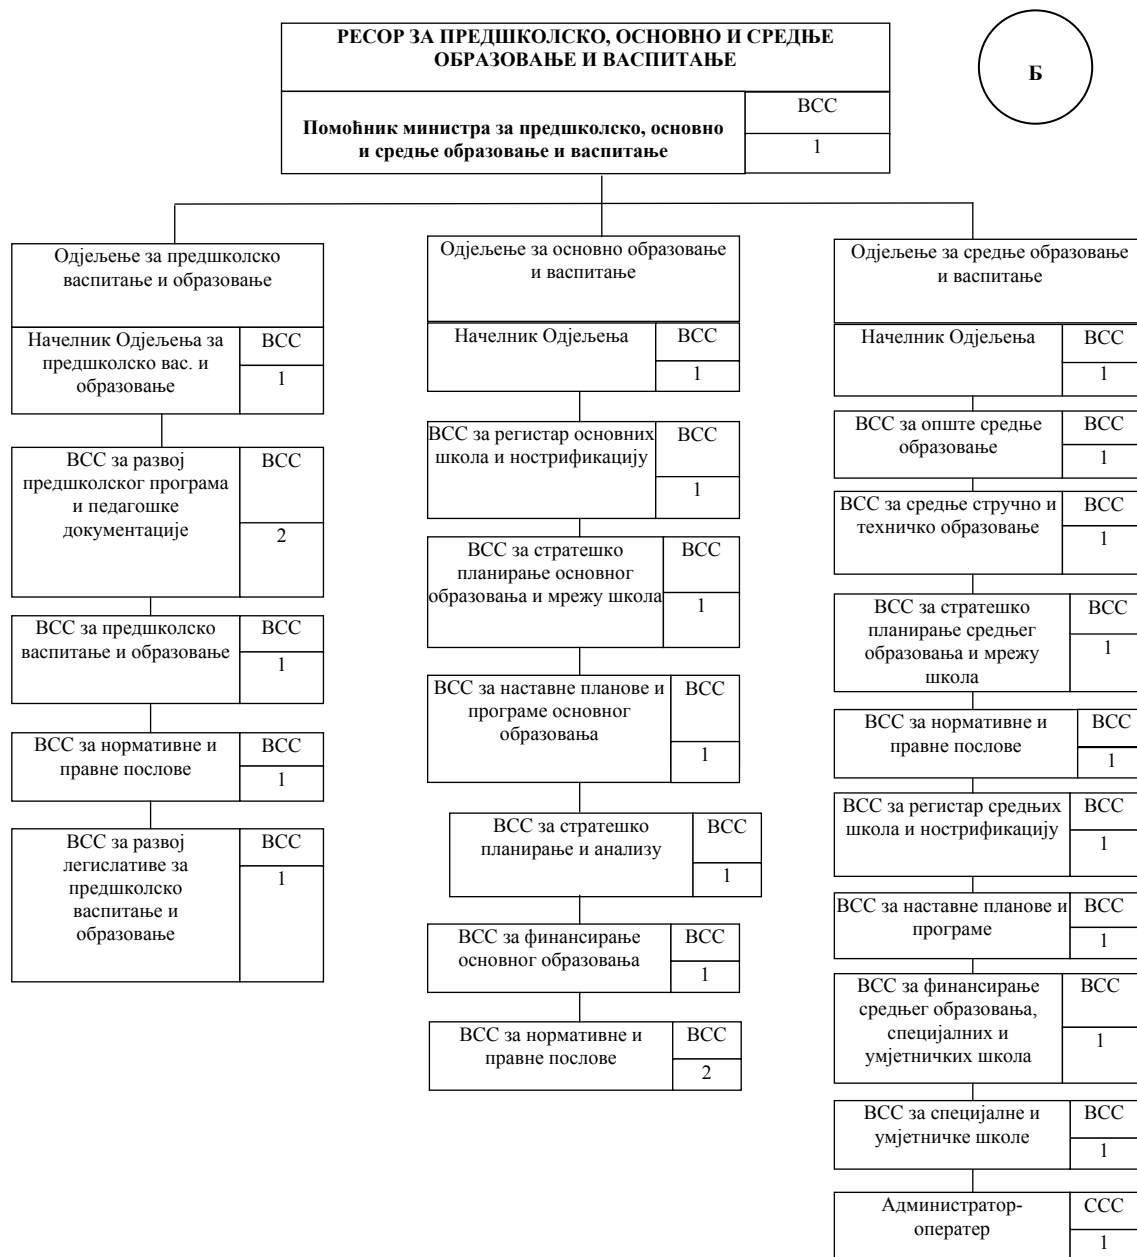 РЕСОР ЗА ПРЕДШКОЛСКО, ОСНОВНО И СРЕДЊЕ
ОБРАЗОВАЊЕ И ВАСПИТАЊЕ
Б
Помоћник министра за предшколско, основно
и средње образовање и васпитање
ВСС
1
Одјељење за предшколско
васпитање и образовање
Начелник Одјељења за
предшколско вас. и
образовање
ВСС
1
ВСС за развој
предшколског програма
и педагошке
документације
ВСС
2
ВСС за предшколско
васпитање и образовање
ВСС
1
ВСС за нормативне и
правне послове
ВСС
1
ВСС за развој
легислативе за
предшколско
васпитање и
образовање
ВСС
1
Одјељење за основно образовање
и васпитање
Начелник Одјељења
ВСС
1
ВСС за регистар основних
школа и нострификацију
ВСС
1
ВСС за стратешко
планирање основног
образовања и мрежу школа
ВСС
1
ВСС за наставне планове и
програме основног
образовања
ВСС
1
ВСС за стратешко
планирање и анализу
ВСС
1
ВСС за финансирање
основног образовања
ВСС
1
ВСС за нормативне и
правне послове
ВСС
2
Одјељење за средње образовање
и васпитање
Начелник Одјељења
ВСС
1
ВСС за опште средње
образовање
ВСС
1
ВСС за средње стручно и
техничко образовање
ВСС
1
ВСС за стратешко
планирање средњег
образовања и мрежу
школа
ВСС
1
ВСС за нормативне и
правне послове
ВСС
1
ВСС за регистар средњих
школа и нострификацију
ВСС
1
ВСС за наставне планове и
програме
ВСС
1
ВСС за финансирање
средњег образовања,
специјалних и
умјетничких школа
ВСС
1
ВСС за специјалне и
умјетничке школе
ВСС
1
Администратор-
оператер
ССС
1